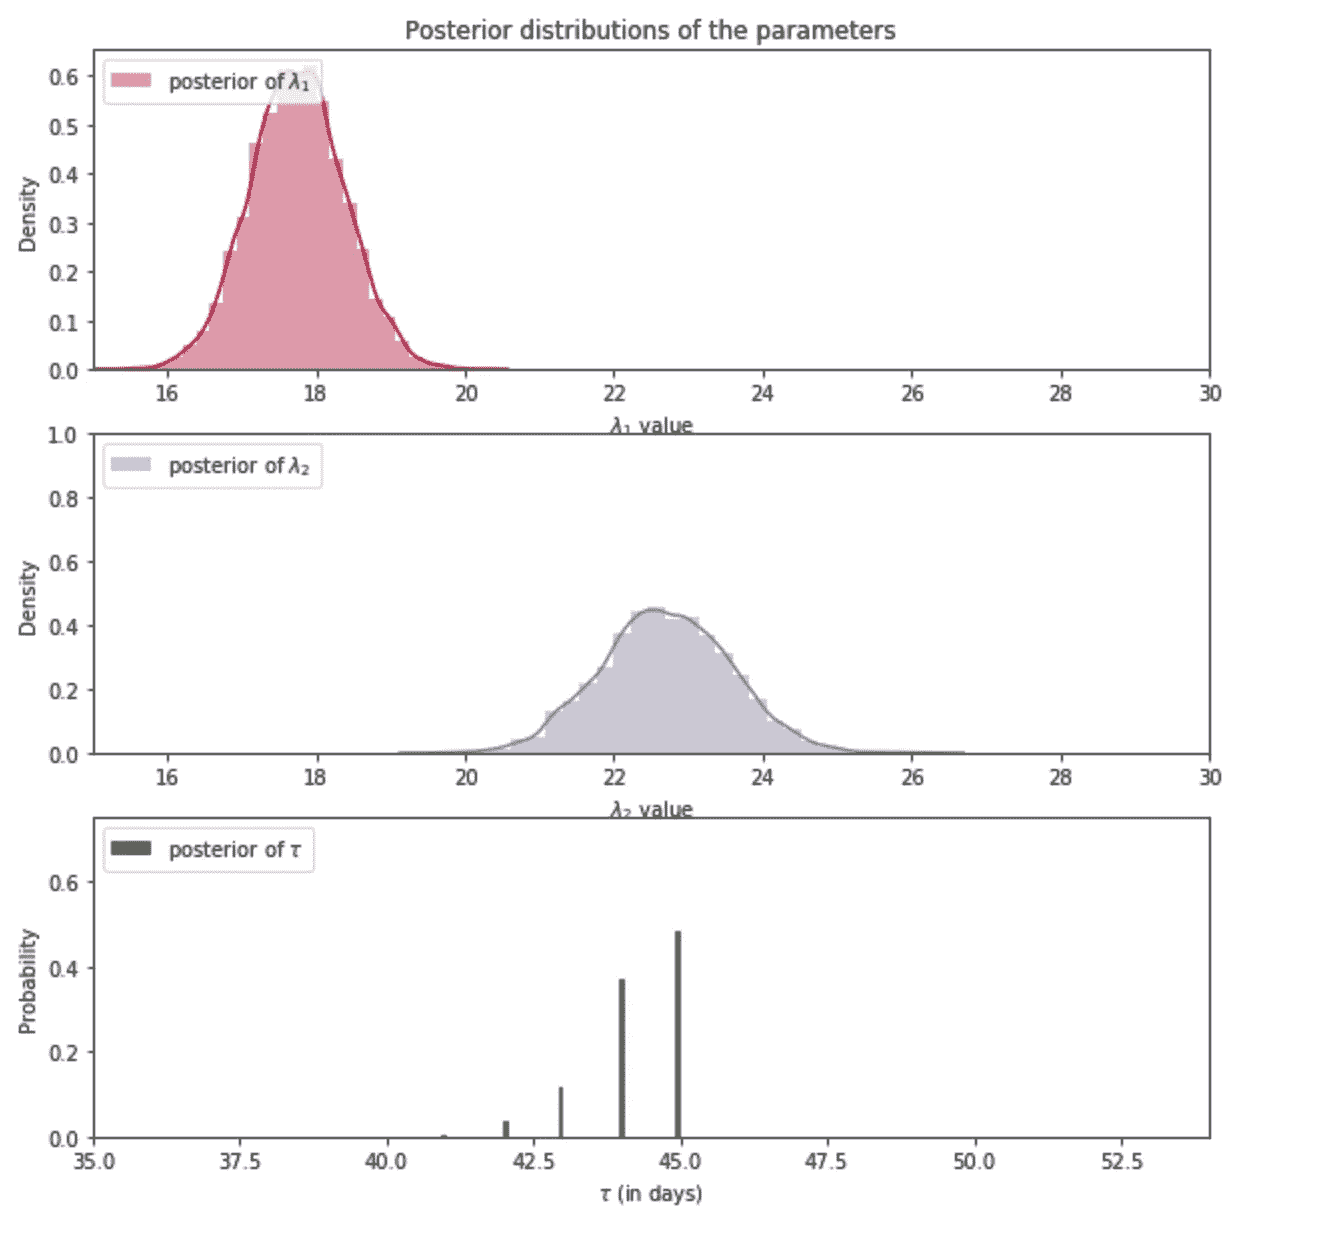 Posterior distributions of the parameters
posterior of λ₁
Density
0.6
0.5
0.4
0.3
0.2
0.1
0.0
16 18 20 22 24 26 28 30
λ₁ value
posterior of λ₂
Density
1.0
0.8
0.6
0.4
0.2
0.0
16 18 20 22 24 26 28 30
λ₂ value
posterior of τ
Probability
0.6
0.4
0.2
0.0
35.0 37.5 40.0 42.5 45.0 47.5 50.0 52.5
τ (in days)